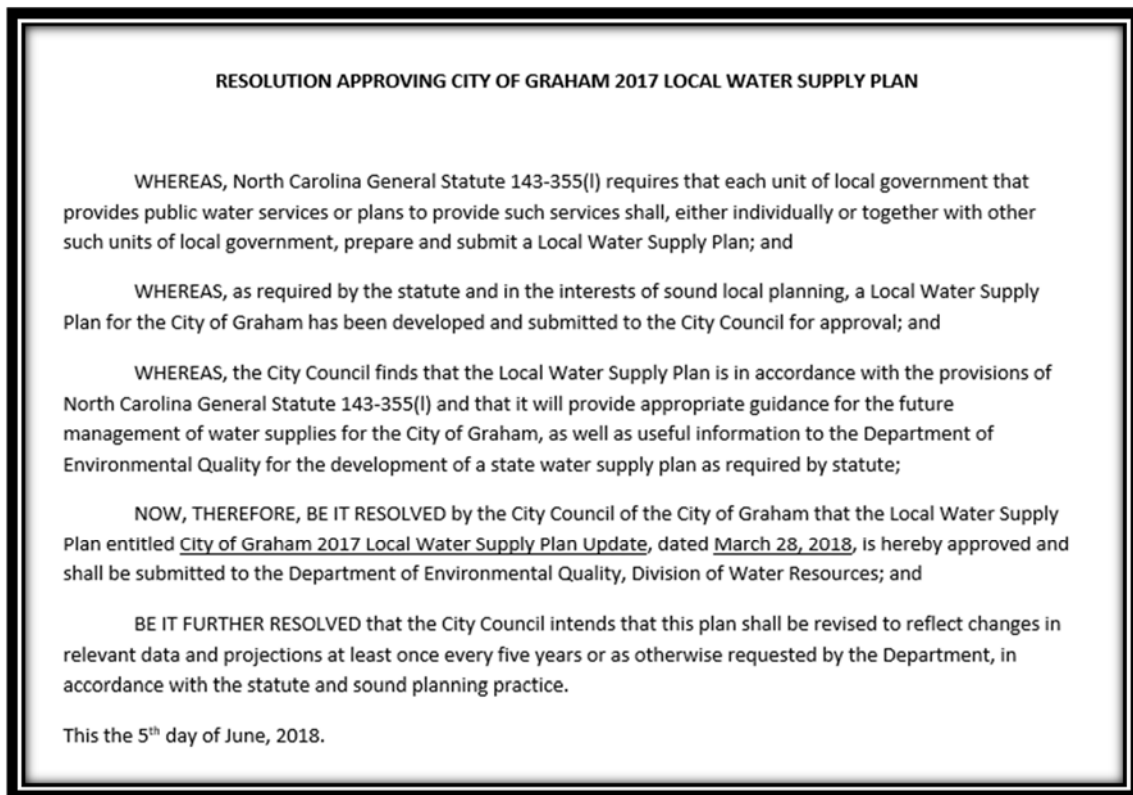 RESOLUTION APPROVING CITY OF GRAHAM 2017 LOCAL WATER SUPPLY PLAN
WHEREAS, North Carolina General Statute 143-355(l) requires that each unit of local government that
provides public water services or plans to provide such services shall, either individually or together with other
such units of local government, prepare and submit a Local Water Supply Plan; and
WHEREAS, as required by the statute and in the interests of sound local planning, a Local Water Supply
Plan for the City of Graham has been developed and submitted to the City Council for approval; and
WHEREAS, the City Council finds that the Local Water Supply Plan is in accordance with the provisions of
North Carolina General Statute 143-355(l) and that it will provide appropriate guidance for the future
management of water supplies for the City of Graham, as well as useful information to the Department of
Environmental Quality for the development of a state water supply plan as required by statute;
NOW, THEREFORE, BE IT RESOLVED by the City Council of the City of Graham that the Local Water Supply
Plan entitled City of Graham 2017 Local Water Supply Plan Update, dated March 28, 2018, is hereby approved and
shall be submitted to the Department of Environmental Quality, Division of Water Resources; and
BE IT FURTHER RESOLVED that the City Council intends that this plan shall be revised to reflect changes in
relevant data and projections at least once every five years or as otherwise requested by the Department, in
accordance with the statute and sound planning practice.
This the 5th day of June, 2018.